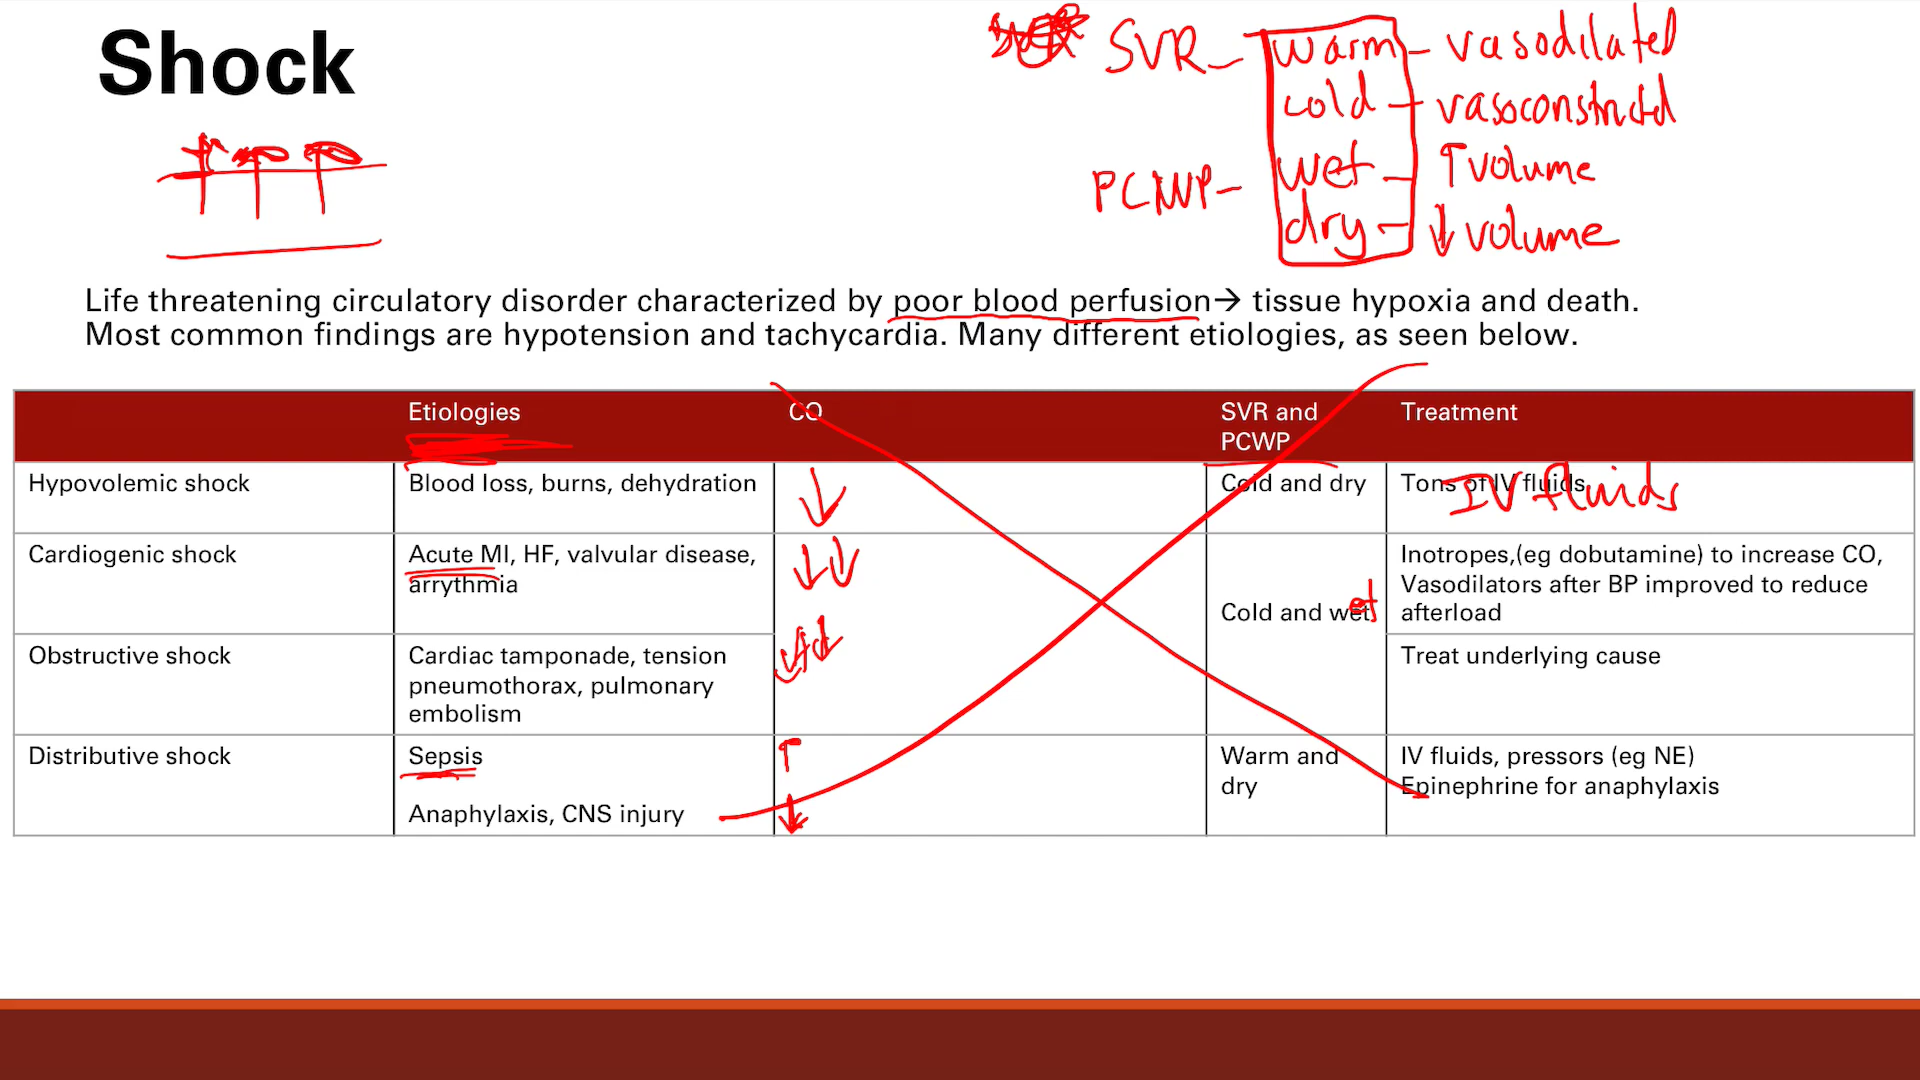 Shock
SVR - warm - vasodilated
cold - vasoconstrictd
PCWP - wet - ↑ volume
dry - ↓ volume
Life threatening circulatory disorder characterized by poor blood perfusion→ tissue hypoxia and death.
Most common findings are hypotension and tachycardia. Many different etiologies, as seen below.
Etiologies
CO
SVR and
PCWP
Treatment
Hypovolemic shock
Blood loss, burns, dehydration
↓
Cold and dry
Tons of IV fluids
IV fluids
Cardiogenic shock
Acute MI, HF, valvular disease,
arrythmia
↓↓
Cold and wet
et
Inotropes,(eg dobutamine) to increase CO,
Vasodilators after BP improved to reduce
afterload
Obstructive shock
Cardiac tamponade, tension
pneumothorax, pulmonary
embolism
Treat underlying cause
Distributive shock
Sepsis
Anaphylaxis, CNS injury
↑
↓
Warm and
dry
IV fluids, pressors (eg NE)
Epinephrine for anaphylaxis